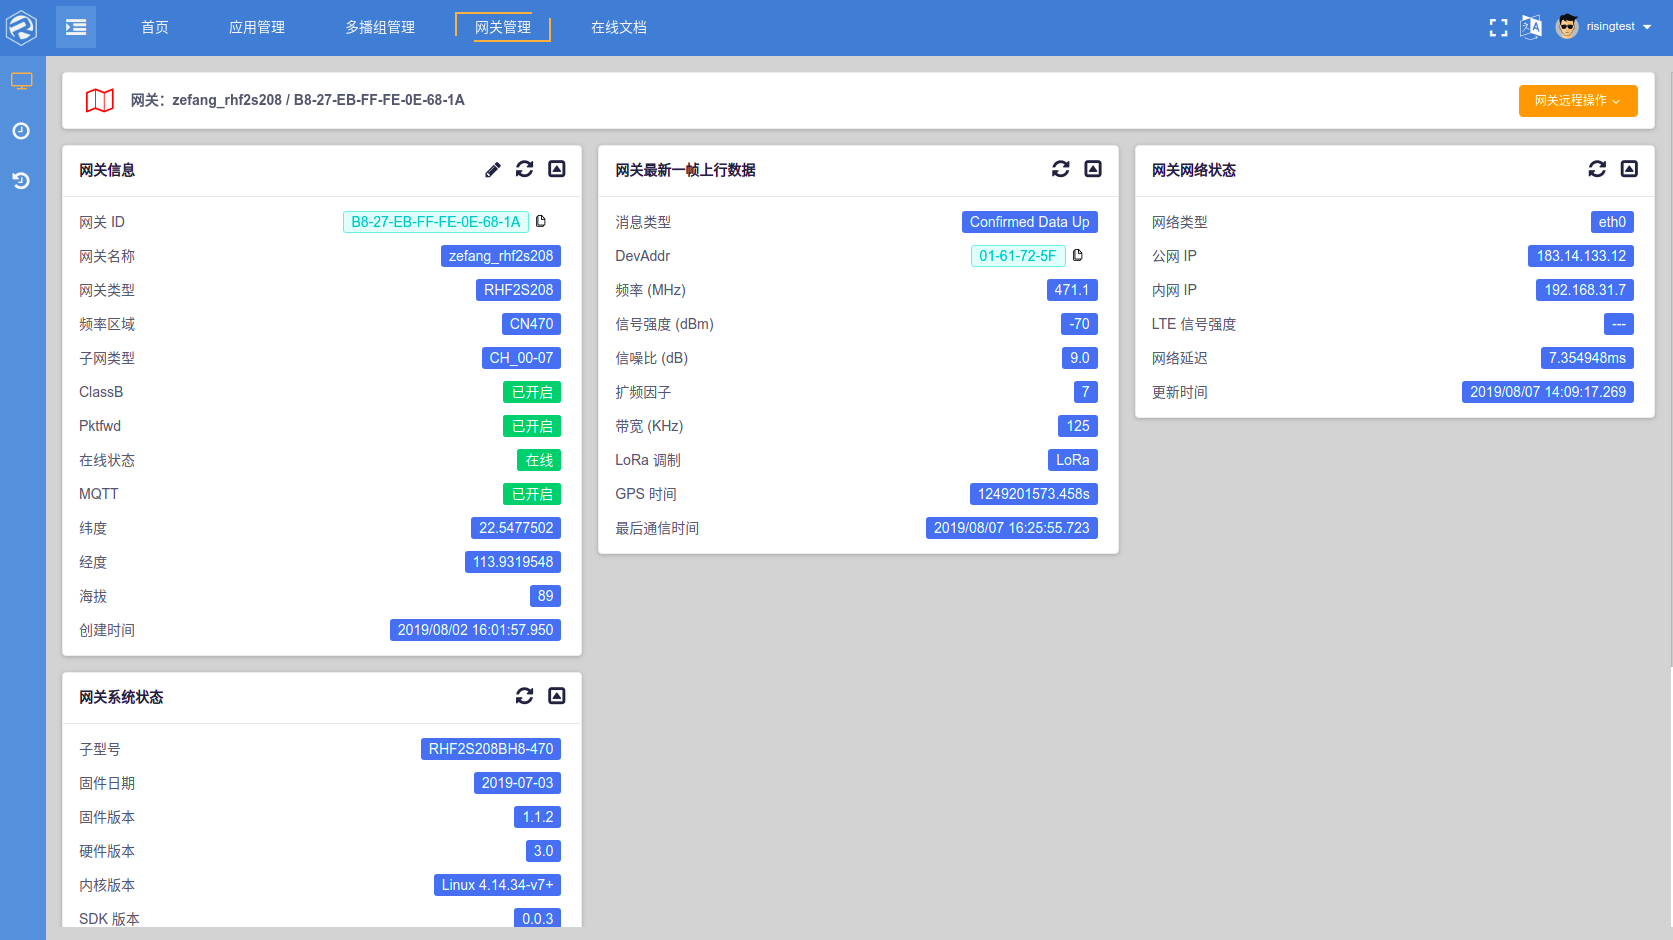 首页 应用管理 多播组管理 网关管理 在线文档 risingtest
网关：zefang_rhf2s208 / B8-27-EB-FF-FE-0E-68-1A 网关远程操作
网关信息
网关 ID B8-27-EB-FF-FE-0E-68-1A
网关名称 zefang_rhf2s208
网关类型 RHF2S208
频率区域 CN470
子网类型 CH_00-07
ClassB 已开启
Pktfwd 已开启
在线状态 在线
MQTT 已开启
纬度 22.5477502
经度 113.9319548
海拔 89
创建时间 2019/08/02 16:01:57.950
网关最新一帧上行数据
消息类型 Confirmed Data Up
DevAddr 01-61-72-5F
频率 (MHz) 471.1
信号强度 (dBm) -70
信噪比 (dB) 9.0
扩频因子 7
带宽 (KHz) 125
LoRa 调制 LoRa
GPS 时间 1249201573.458s
最后通信时间 2019/08/07 16:25:55.723
网关网络状态
网络类型 eth0
公网 IP 183.14.133.12
内网 IP 192.168.31.7
LTE 信号强度 ---
网络延迟 7.354948ms
更新时间 2019/08/07 14:09:17.269
网关系统状态
子型号 RHF2S208BH8-470
固件日期 2019-07-03
固件版本 1.1.2
硬件版本 3.0
内核版本 Linux 4.14.34-v7+
SDK 版本 0.0.3